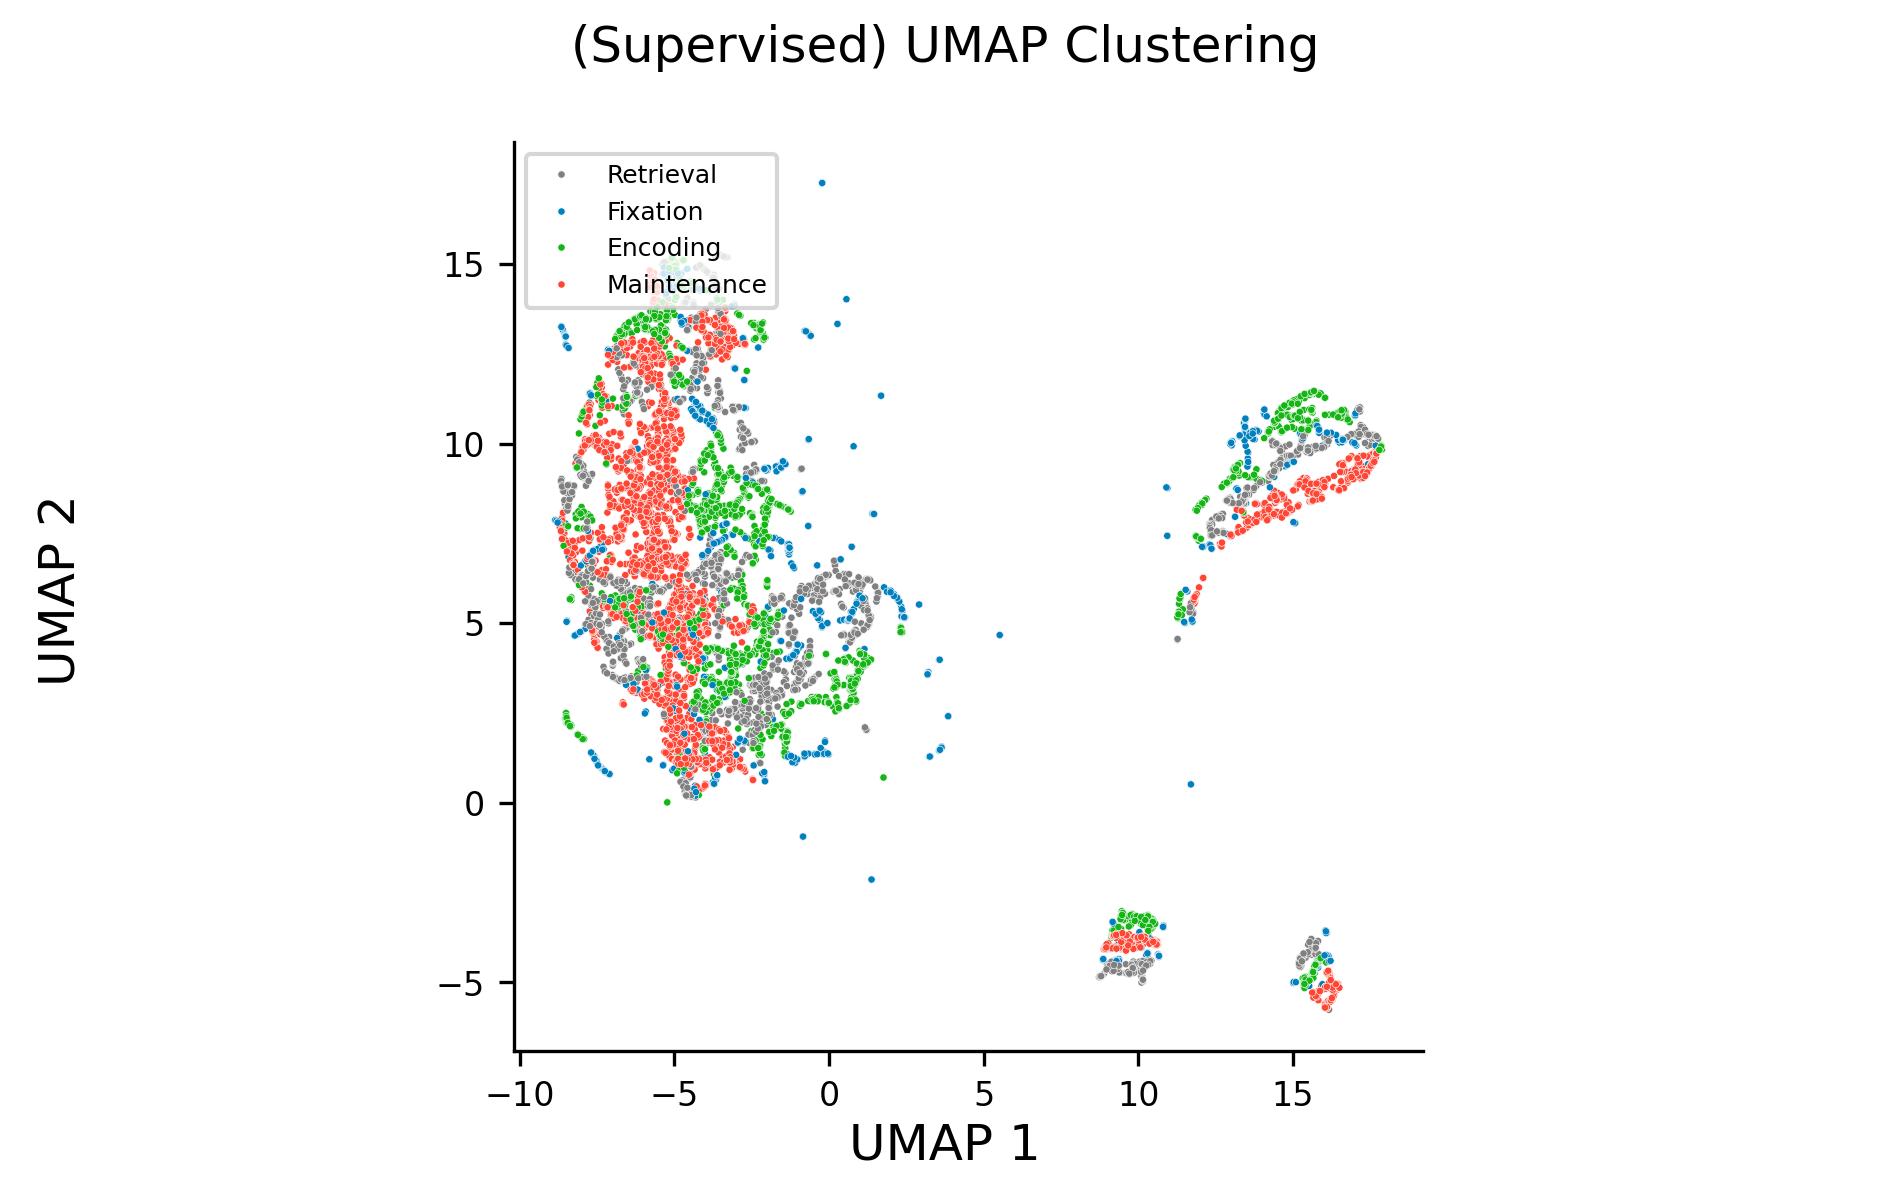 (Supervised) UMAP Clustering
Retrieval
Fixation
Encoding
Maintenance
UMAP 2
15
10
5
0
−5
−10
−5
0
5
10
15
UMAP 1